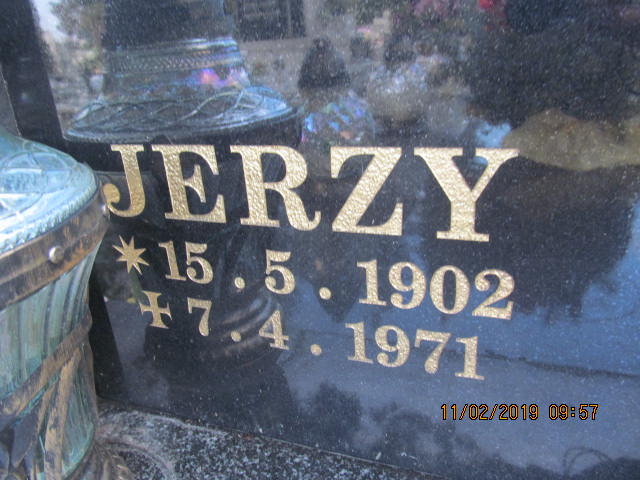 JERZY
* 15 . 5 . 1902
✝ 7 . 4 . 1971
11/02/2019 09:57